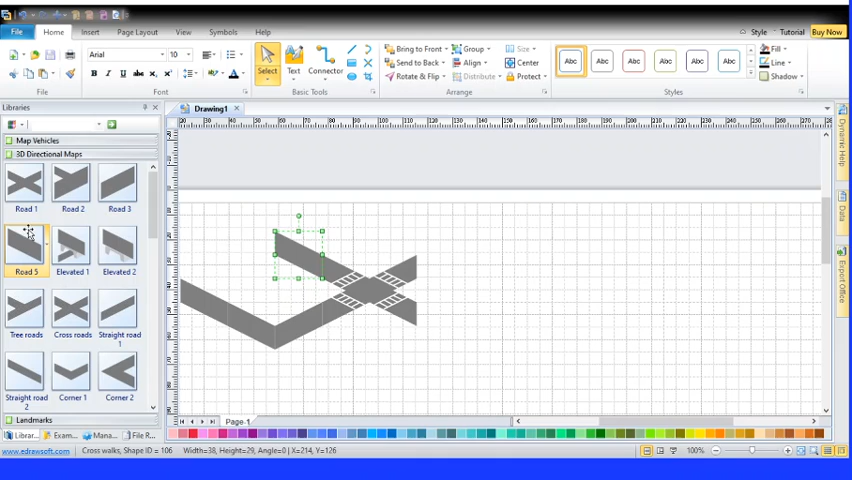 File Home Insert Page Layout View Symbols Help Style Tutorial Buy Now
Arial 10 Select Text Connector Bring to Front Group Size Abc Abc Abc Abc Abc Abc Fill
Send to Back Align Center Line
B I U abc Rotate & Flip Distribute Protect Shadow
File Font Basic Tools Arrange Styles
Libraries Drawing1
Map Vehicles
3D Directional Maps
Road 1 Road 2 Road 3
Road 5 Elevated 1 Elevated 2
Tree roads Cross roads Straight road 1
Straight road 2 Corner 1 Corner 2
Landmarks
Dynamic Help
Data
Export Office
Page-1
Librar... Exam... Mana... File R...
www.edrawsoft.com Cross walks, Shape ID = 106 Width=38, Height=29, Angle=0 X=214, Y=126 100%